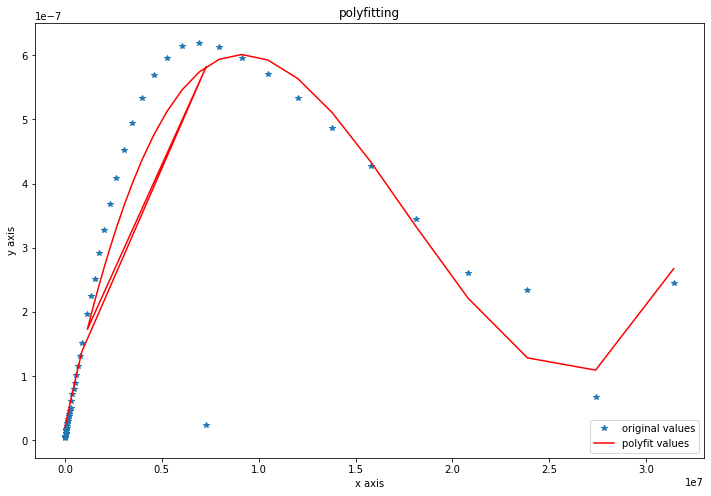 polyfitting
1e−7
6
5
4
3
2
1
0
y axis
0.0 0.5 1.0 1.5 2.0 2.5 3.0
x axis
1e7
original values
polyfit values